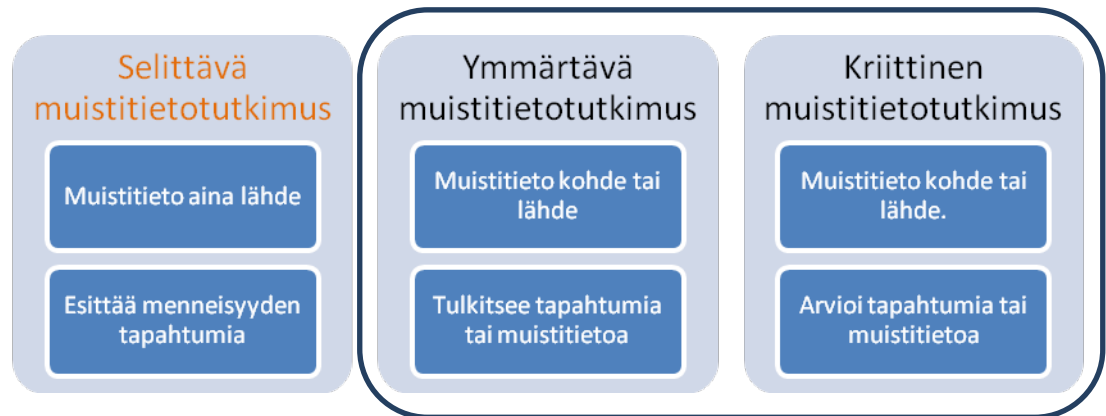 Selittävä
muistitietotutkimus
Muistitieto aina lähde
Esittää menneisyyden
tapahtumia
Ymmärtävä
muistitietotutkimus
Muistitieto kohde tai
lähde
Tulkitsee tapahtumia
tai muistitietoa
Kriittinen
muistitietotutkimus
Muistitieto kohde tai
lähde.
Arvioi tapahtumia tai
muistitietoa